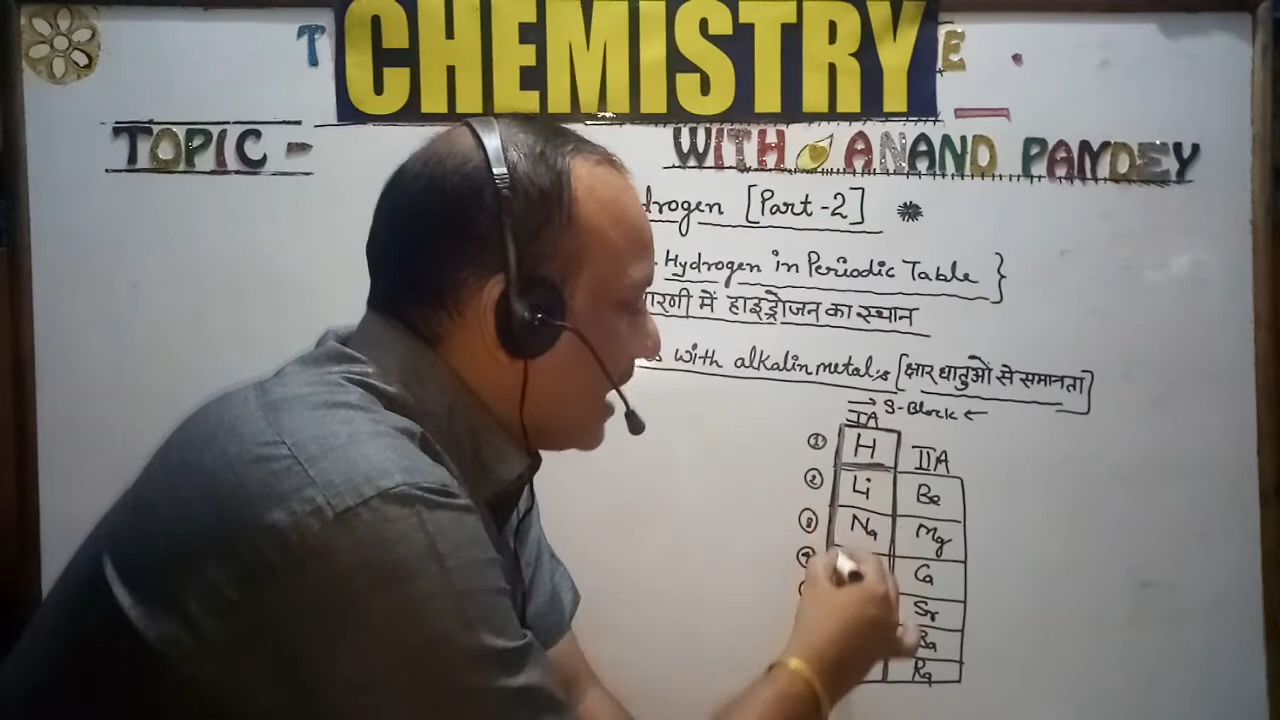 T CHEMISTRY E .
TOPIC - WITH ANAND PANDEY
drogen [Part-2]
Hydrogen in Periodic Table }
ारणी में हाइड्रोजन का स्थान
with alkalin metals [क्षार धातुओं से समानता]
→ S-Block ←
IA
① H IIA
② Li Be
③ Na Mg
④ Ca
Sr
Ba
Ra